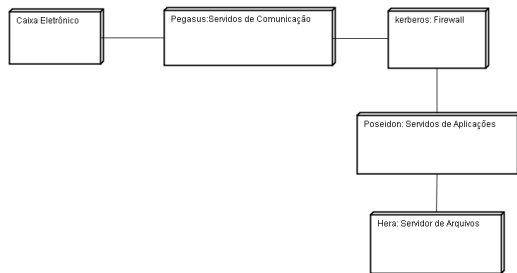 Caixa Eletrônico
Pegasus:Servidos de Comunicação
kerberos: Firewall
Poseidon: Servidos de Aplicações
Hera: Servidor de Arquivos